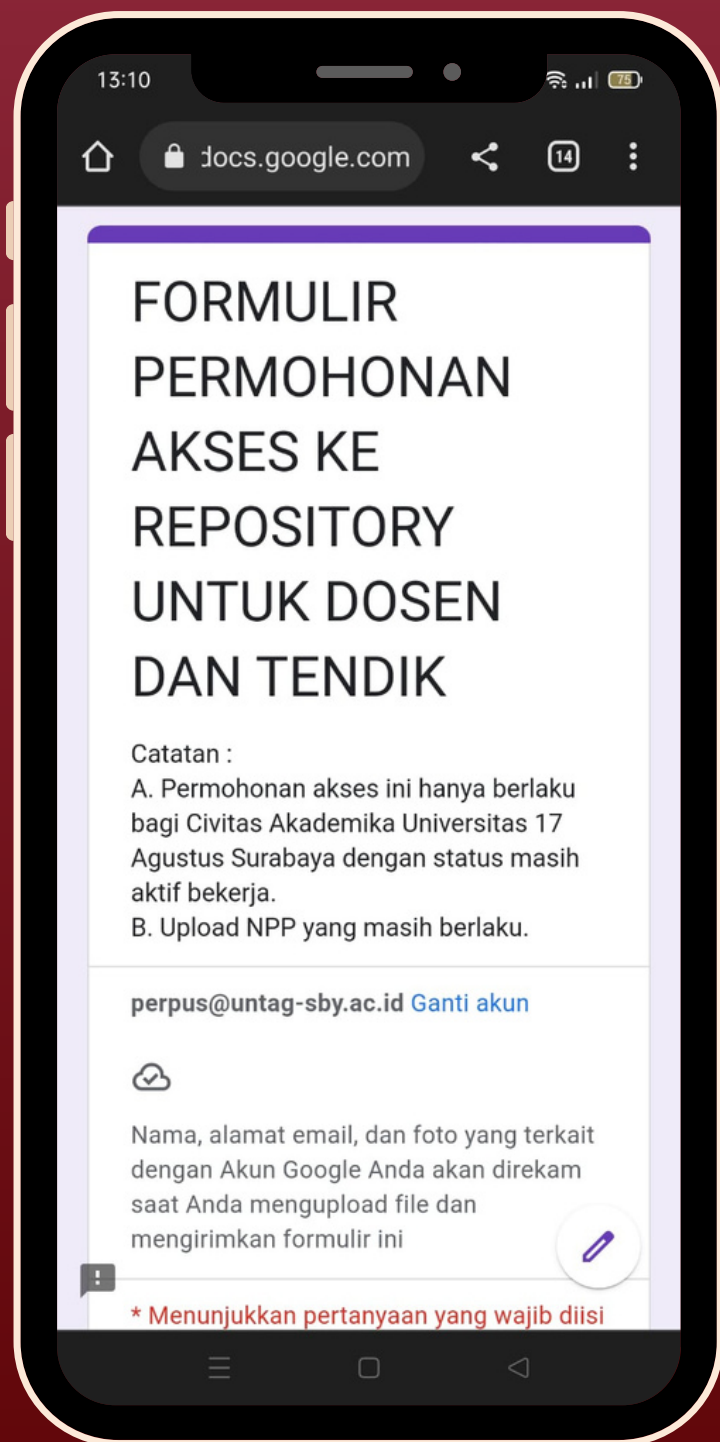 13:10
75
docs.google.com
14
FORMULIR
PERMOHONAN
AKSES KE
REPOSITORY
UNTUK DOSEN
DAN TENDIK
Catatan :
A. Permohonan akses ini hanya berlaku
bagi Civitas Akademika Universitas 17
Agustus Surabaya dengan status masih
aktif bekerja.
B. Upload NPP yang masih berlaku.
perpus@untag-sby.ac.id Ganti akun
Nama, alamat email, dan foto yang terkait
dengan Akun Google Anda akan direkam
saat Anda mengupload file dan
mengirimkan formulir ini
* Menunjukkan pertanyaan yang wajib diisi